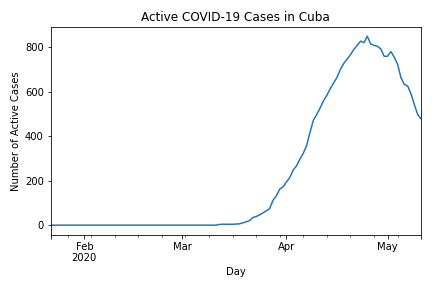 Active COVID-19 Cases in Cuba
Number of Active Cases
800
600
400
200
0
Feb
2020
Mar
Apr
May
Day